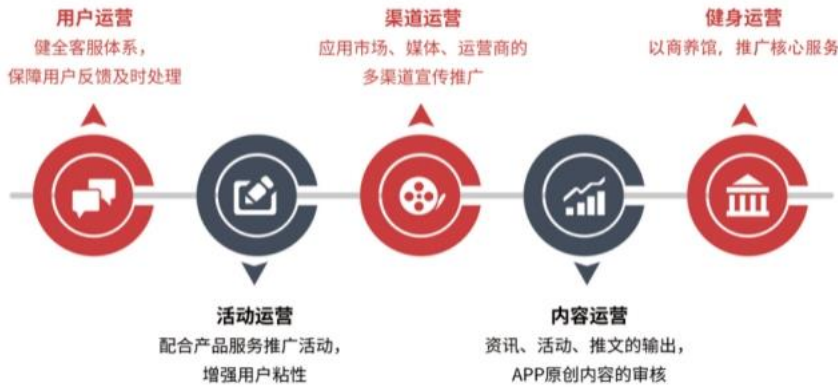 用户运营
健全客服体系，
保障用户反馈及时处理
渠道运营
应用市场、媒体、运营商的
多渠道宣传推广
健身运营
以商养馆，推广核心服务
活动运营
配合产品服务推广活动，
增强用户粘性
内容运营
资讯、活动、推文的输出，
APP原创内容的审核